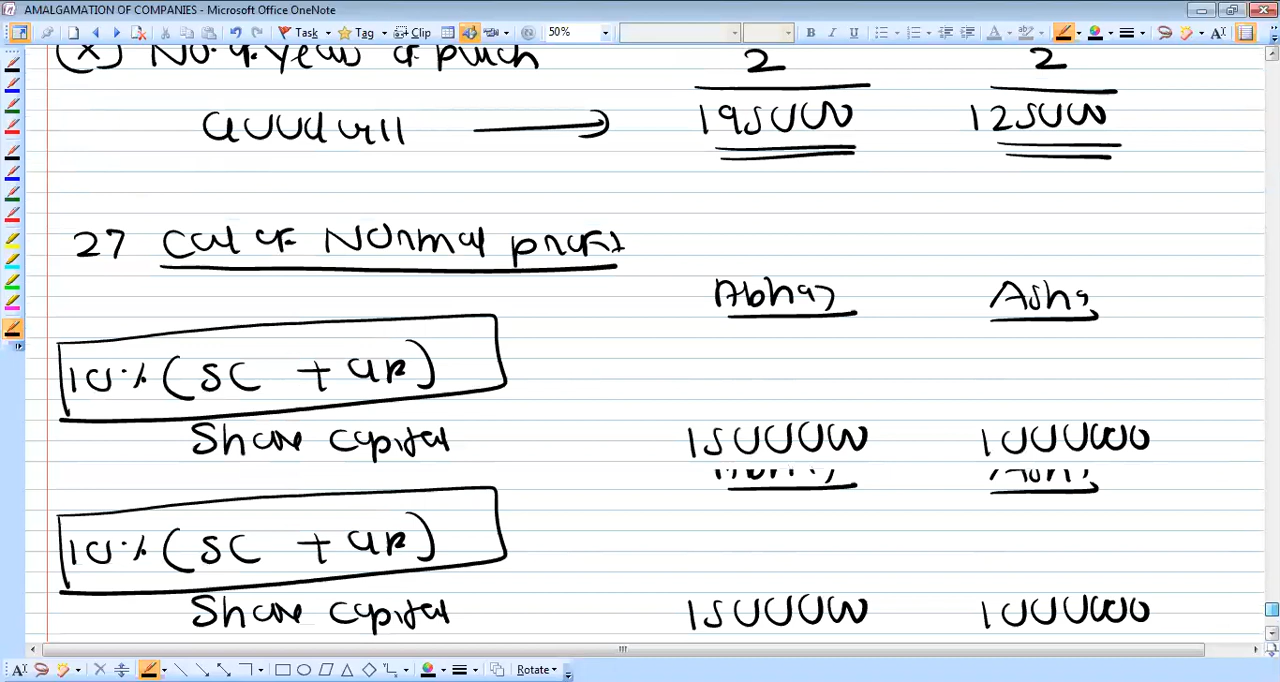 AMALGAMATION OF COMPANIES - Microsoft Office OneNote
Back Task Tag Clip 50% B I U
(X) No. of. Years of purch 2 2
Goodwill 195000 125000
27 Cal of Normal profit
Abhay Asha
10% (SC + GR)
Share capital 1500000 1000000
10% (SC + GR)
Share capital 1500000 1000000
Rotate